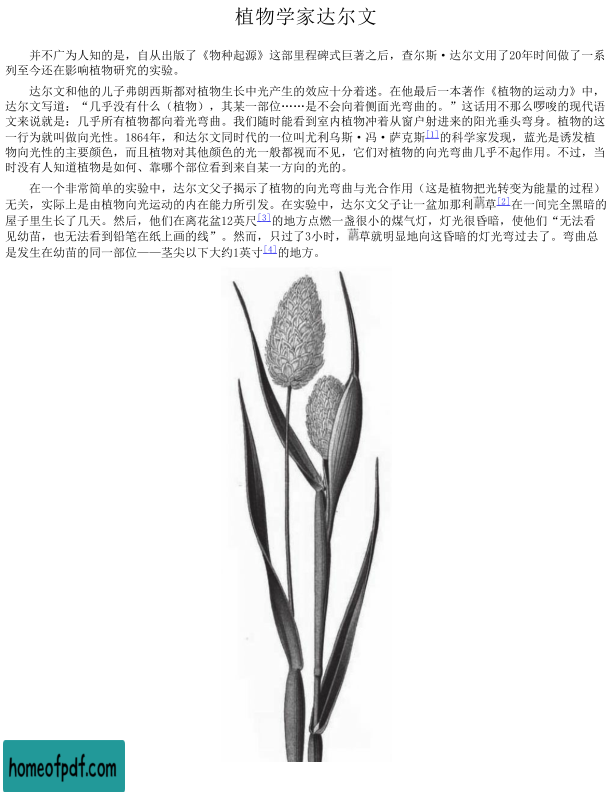 植物学家达尔文
并不广为人知的是，自从出版了《物种起源》这部里程碑式巨著之后，查尔斯·达尔文用了20年时间做了一系
列至今还在影响植物研究的实验。
达尔文和他的儿子弗朗西斯都对植物生长中光产生的效应十分着迷。在他最后一本著作《植物的运动力》中，
达尔文写道：“几乎没有什么（植物），其某一部位……是不会向着侧面光弯曲的。”这话用不那么啰唆的现代语
文来说就是：几乎所有植物都向着光弯曲。我们随时能看到室内植物冲着从窗户射进来的阳光垂头弯身。植物的这
一行为就叫做向光性。1864年，和达尔文同时代的一位叫尤利乌斯·冯·萨克斯[1]的科学家发现，蓝光是诱发植
物向光性的主要颜色，而且植物对其他颜色的光一般都视而不见，它们对植物的向光弯曲几乎不起作用。不过，当
时没有人知道植物是如何、靠哪个部位看到来自某一方向的光的。
在一个非常简单的实验中，达尔文父子揭示了植物的向光弯曲与光合作用（这是植物把光转变为能量的过程）
无关，实际上是由植物向光运动的内在能力所引发。在实验中，达尔文父子让一盆加那利虉草[2]在一间完全黑暗的
屋子里生长了几天。然后，他们在离花盆12英尺[3]的地方点燃一盏很小的煤气灯，灯光很昏暗，使他们“无法看
见幼苗，也无法看到铅笔在纸上画的线”。然而，只过了3小时，虉草就明显地向这昏暗的灯光弯过去了。弯曲总
是发生在幼苗的同一部位——茎尖以下大约1英寸[4]的地方。
homeofpdf.com